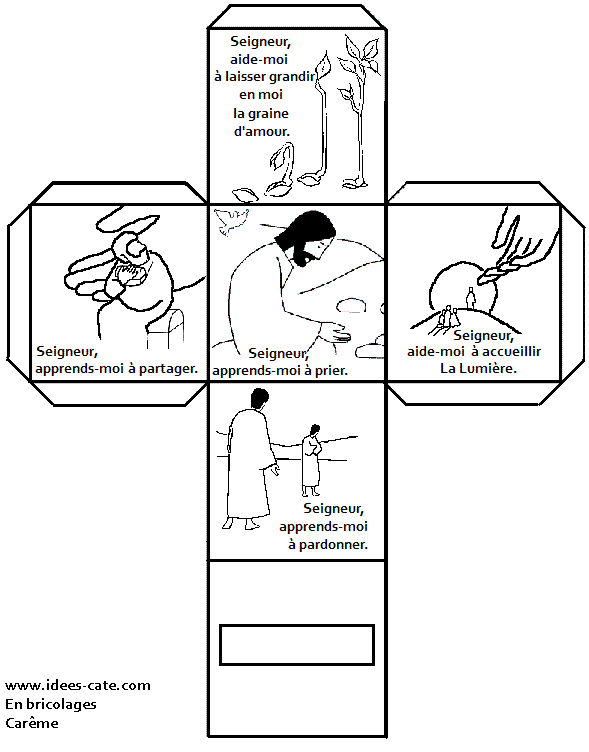 Seigneur,
aide-moi
à laisser grandir
en moi
la graine
d'amour.
Seigneur,
apprends-moi à partager.
Seigneur,
apprends-moi à prier.
Seigneur,
aide-moi à accueillir
La Lumière.
Seigneur,
apprends-moi
à pardonner.
www.idees-cate.com
En bricolages
Carême